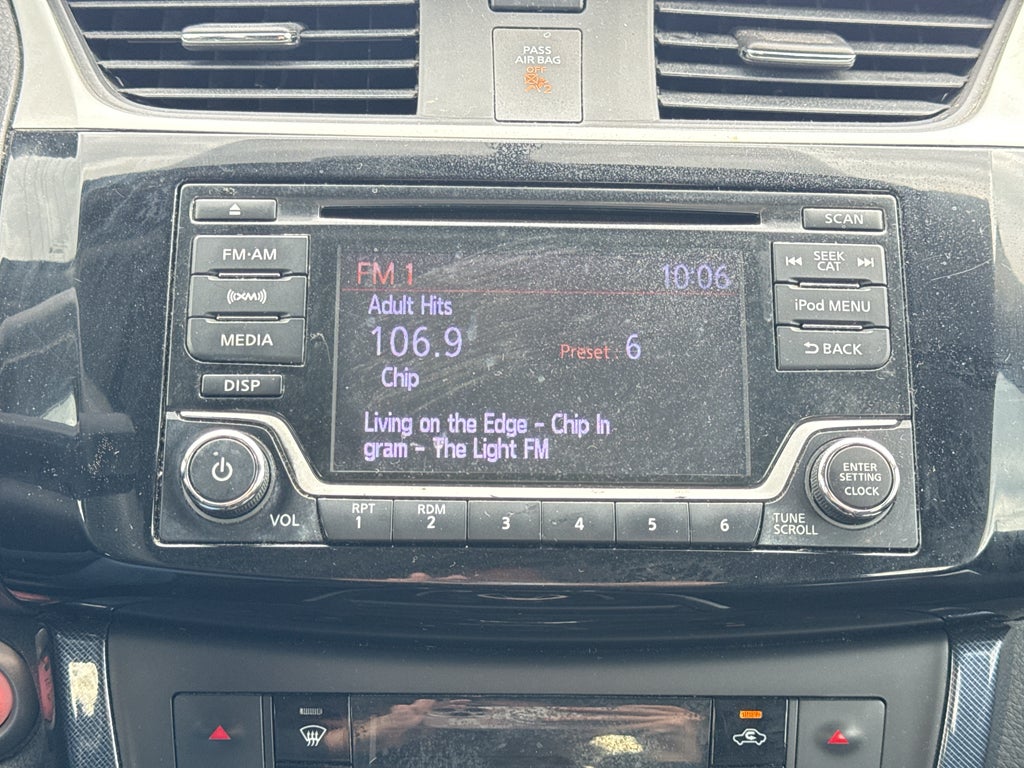 PASS
AIR BAG
OFF
SCAN
FM·AM
SEEK
CAT
((XM))
iPod MENU
MEDIA
BACK
DISP
FM 1 10:06
Adult Hits
106.9 Preset 6
Chip
Living on the Edge - Chip In
gram - The Light FM
VOL
RPT
1
RDM
2
3
4
5
6
TUNE
SCROLL
ENTER
SETTING
CLOCK